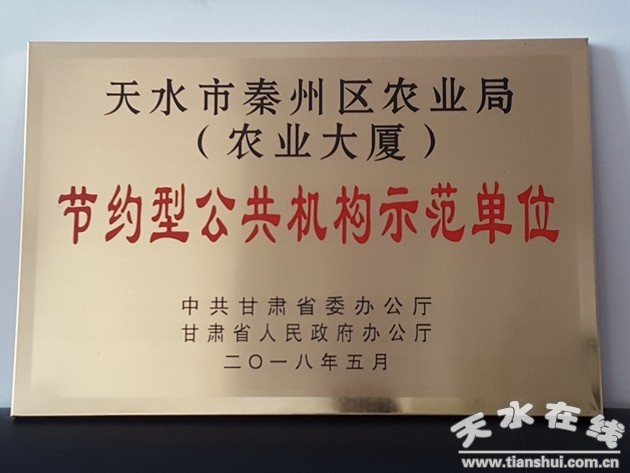 天水市秦州区农业局
（农业大厦）
节约型公共机构示范单位
中共甘肃省委办公厅
甘肃省人民政府办公厅
二〇一八年五月
天水在线
www.tianshui.com.cn